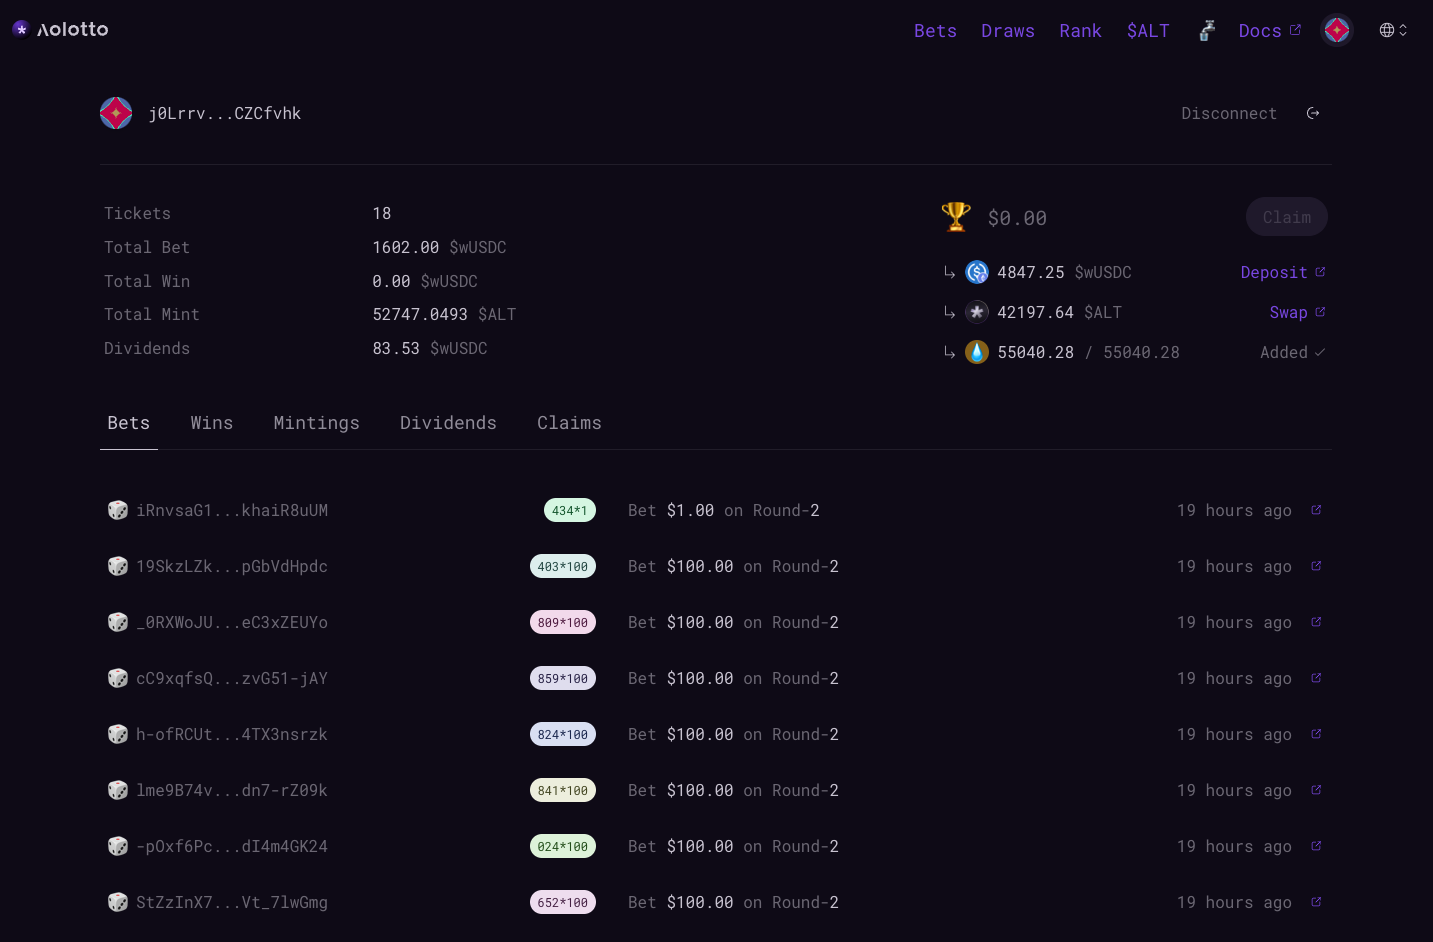 Aolotto Bets Draws Rank $ALT Docs
j0Lrrv...CZCfvhk Disconnect
Tickets 18
Total Bet 1602.00 $wUSDC
Total Win 0.00 $wUSDC
Total Mint 52747.0493 $ALT
Dividends 83.53 $wUSDC
$0.00 Claim
4847.25 $wUSDC Deposit
42197.64 $ALT Swap
55040.28 / 55040.28 Added
Bets Wins Mintings Dividends Claims
iRnvsaG1...khaiR8uUM 434*1 Bet $1.00 on Round-2 19 hours ago
19SkzLZk...pGbVdHpdc 403*100 Bet $100.00 on Round-2 19 hours ago
_0RXWoJU...eC3xZEUYo 809*100 Bet $100.00 on Round-2 19 hours ago
cC9xqfsQ...zvG51-jAY 859*100 Bet $100.00 on Round-2 19 hours ago
h-ofRCUt...4TX3nsrzk 824*100 Bet $100.00 on Round-2 19 hours ago
lme9B74v...dn7-rZ09k 841*100 Bet $100.00 on Round-2 19 hours ago
-pOxf6Pc...dI4m4GK24 024*100 Bet $100.00 on Round-2 19 hours ago
StZzInX7...Vt_7lwGmg 652*100 Bet $100.00 on Round-2 19 hours ago